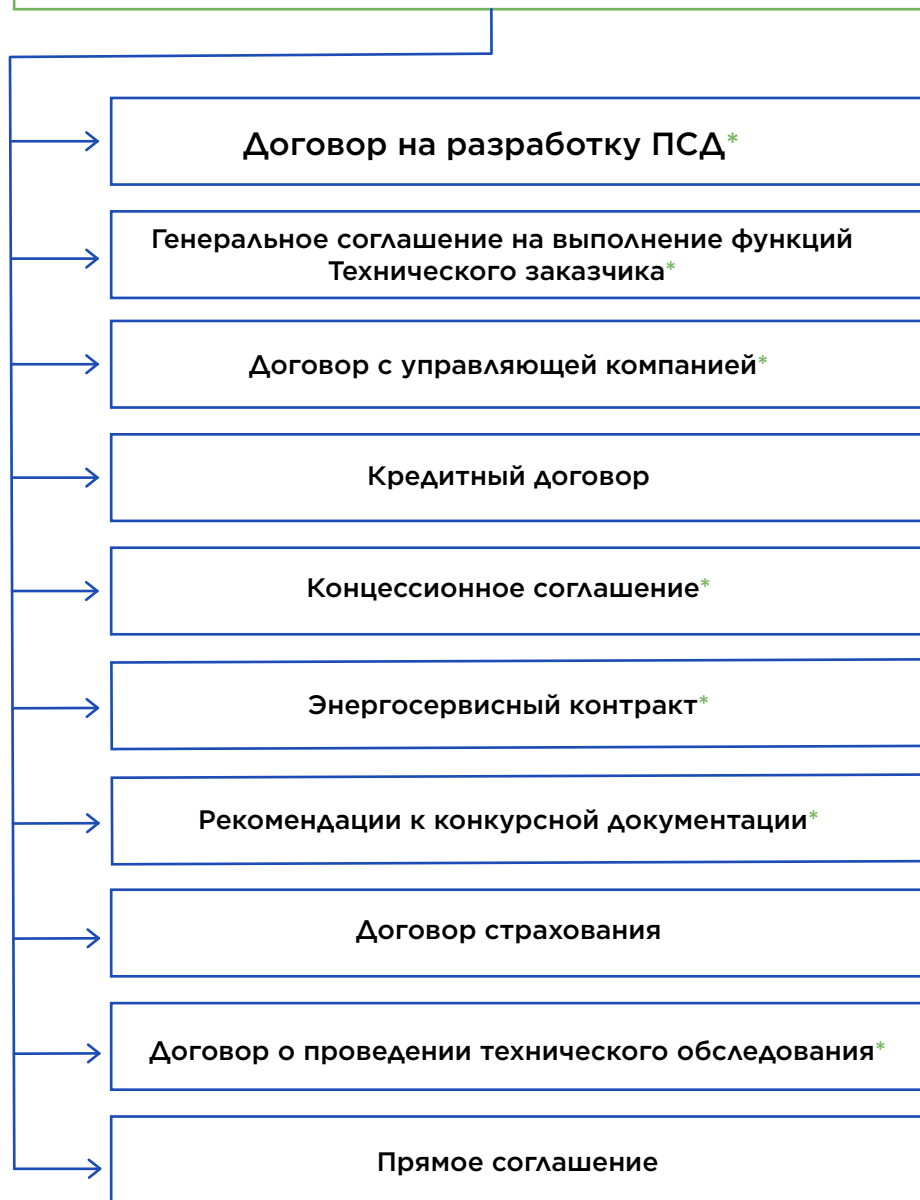 Договор на разработку ПСД*
Генеральное соглашение на выполнение функций
Технического заказчика*
Договор с управляющей компанией*
Кредитный договор
Концессионное соглашение*
Энергосервисный контракт*
Рекомендации к конкурсной документации*
Договор страхования
Договор о проведении технического обследования*
Прямое соглашение